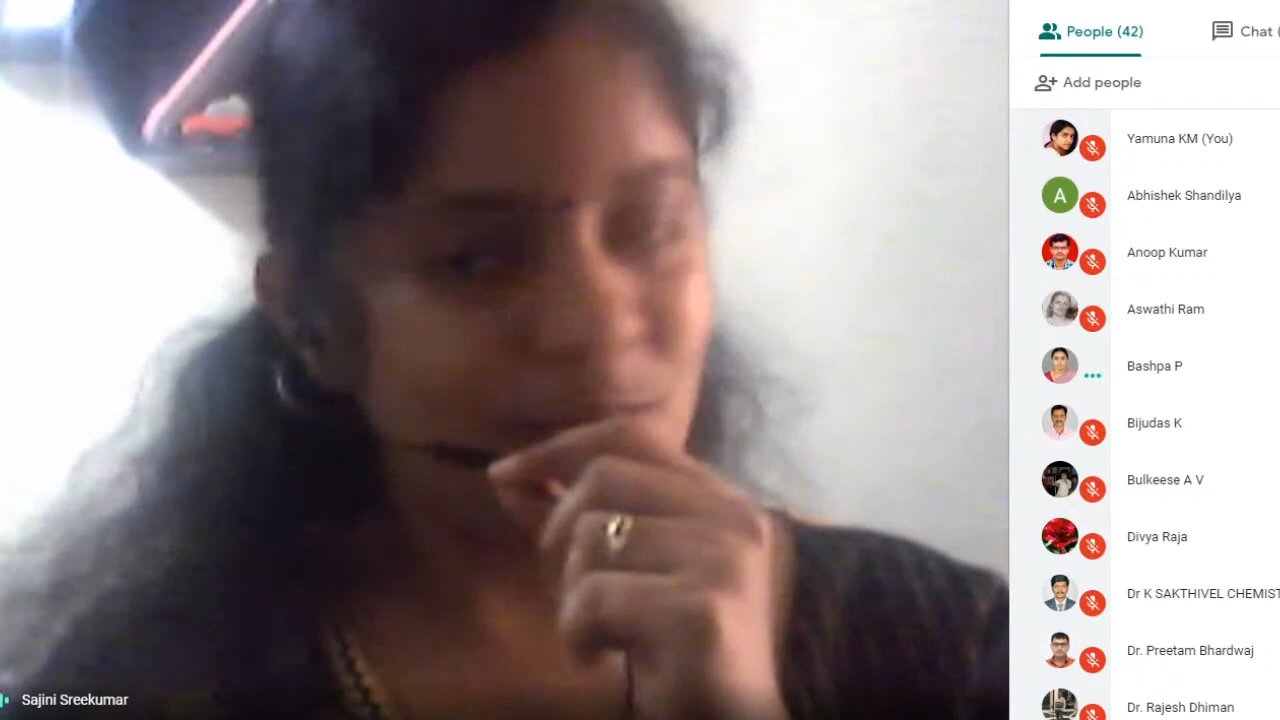 People (42)
Chat (
Add people
Yamuna KM (You)
A
Abhishek Shandilya
Anoop Kumar
Aswathi Ram
Bashpa P
Bijudas K
Bulkeese A V
Divya Raja
Dr K SAKTHIVEL CHEMIST
Dr. Preetam Bhardwaj
Dr. Rajesh Dhiman
Sajini Sreekumar